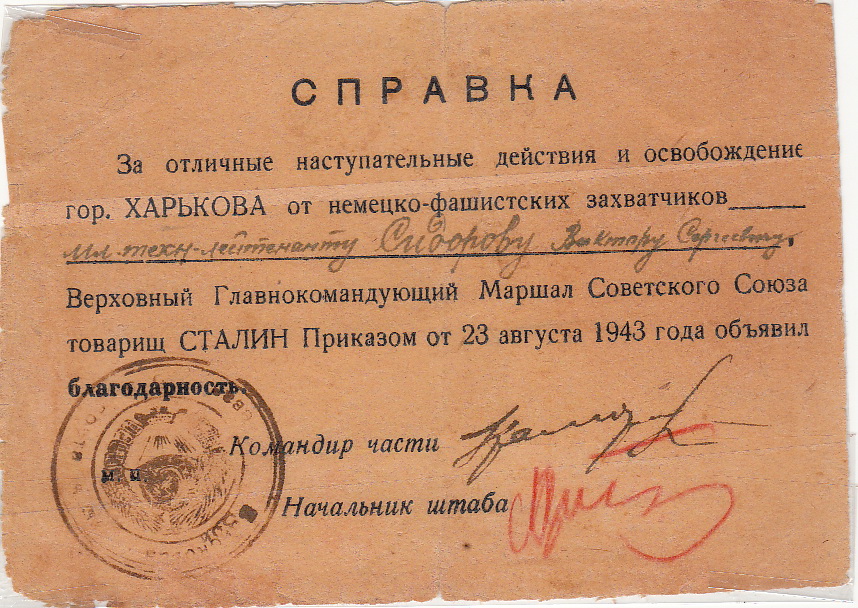 СПРАВКА
За отличные наступательные действия и освобождение
гор. ХАРЬКОВА от немецко-фашистских захватчиков
мл. техн-лейтенанту Сидорову Виктору Сергеевичу,
Верховный Главнокомандующий Маршал Советского Союза
товарищ СТАЛИН Приказом от 23 августа 1943 года объявил
благодарность.
Командир части
м. п.
Начальник штаба